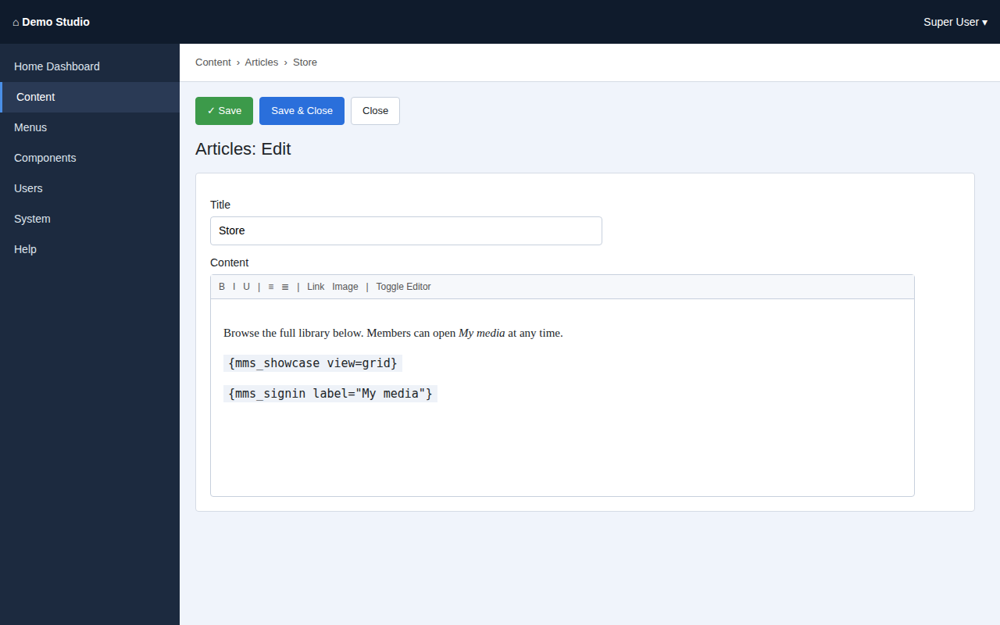 ⌂ Demo Studio
Super User ▾
Home Dashboard
Content
Menus
Components
Users
System
Help
Content › Articles › Store
✓ Save
Save & Close
Close
Articles: Edit
Title
Store
Content
B I U | ≡ ≣ | Link Image | Toggle Editor
Browse the full library below. Members can open My media at any time.
{mms_showcase view=grid}
{mms_signin label="My media"}